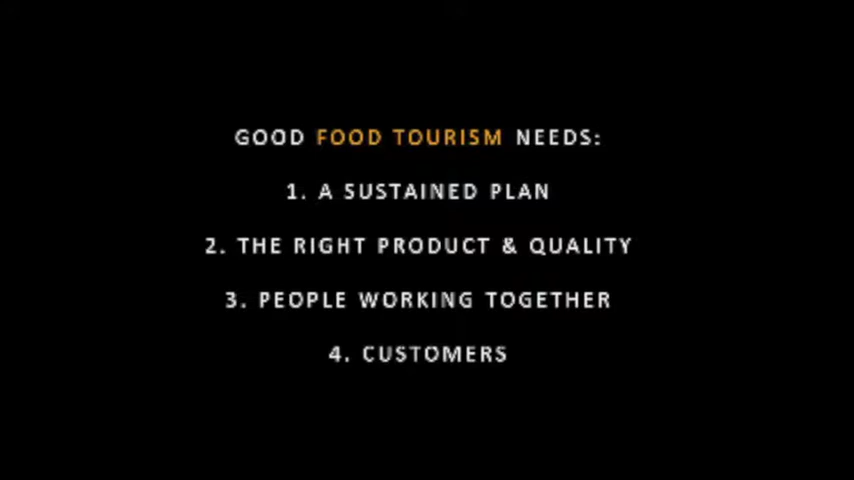 GOOD FOOD TOURISM NEEDS:
1. A SUSTAINED PLAN
2. THE RIGHT PRODUCT & QUALITY
3. PEOPLE WORKING TOGETHER
4. CUSTOMERS